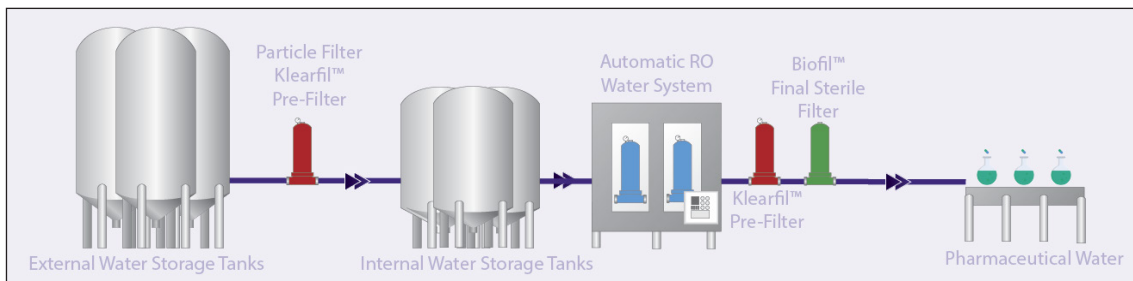 Particle Filter
Klearfil™
Pre-Filter
Automatic RO
Water System
Biofil™
Final Sterile
Filter
Klearfil™
Pre-Filter
External Water Storage Tanks
Internal Water Storage Tanks
Pharmaceutical Water